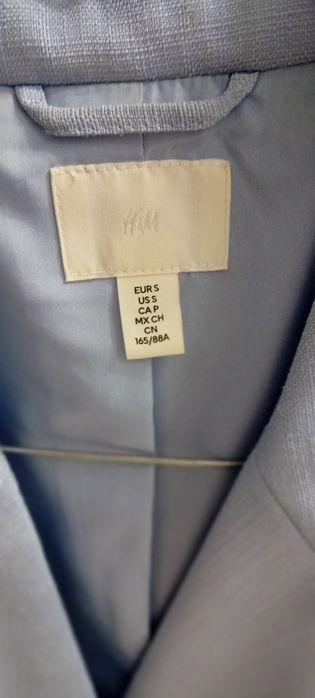 H&M
EUR S
US S
CA P
MX CH
CN
165/88A